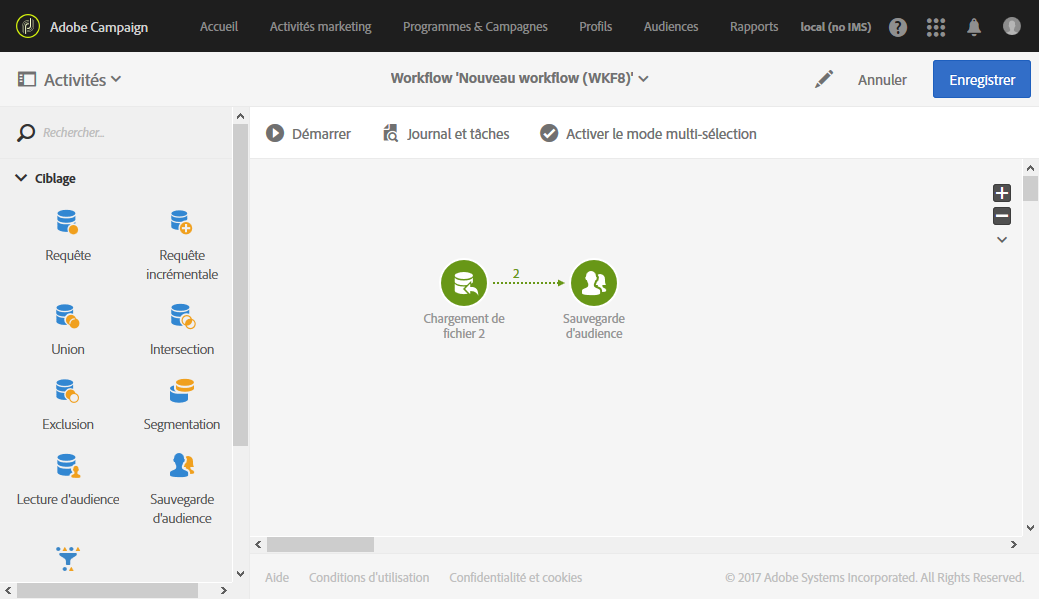 Adobe Campaign Accueil Activités marketing Programmes & Campagnes Profils Audiences Rapports local (no IMS) ?
Activités Workflow 'Nouveau workflow (WKF8)' Annuler Enregistrer
Rechercher...
Démarrer Journal et tâches Activer le mode multi-sélection
Ciblage
Requête
Requête
incrémentale
Union
Intersection
Exclusion
Segmentation
Lecture d'audience
Sauvegarde
d'audience
2
Chargement de
fichier 2
Sauvegarde
d'audience
Aide Conditions d'utilisation Confidentialité et cookies © 2017 Adobe Systems Incorporated. All Rights Reserved.